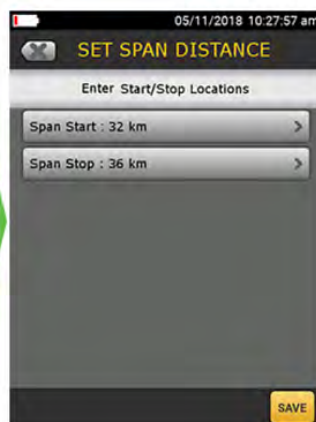 05/11/2018 10:27:57 am
SET SPAN DISTANCE
Enter Start/Stop Locations
Span Start : 32 km
Span Stop : 36 km
SAVE